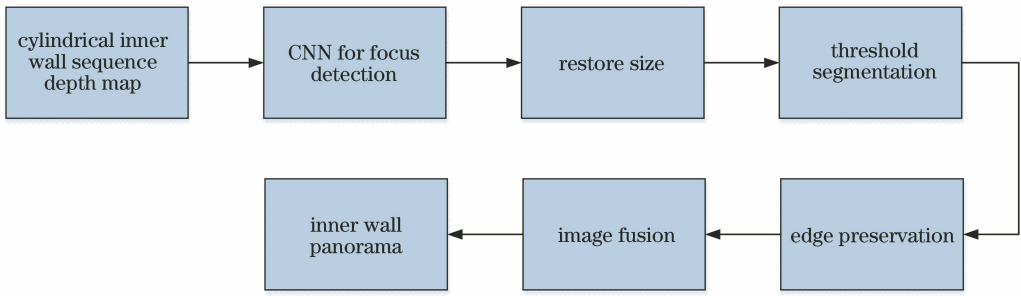 cylindrical inner
wall sequence
depth map
CNN for focus
detection
restore size
threshold
segmentation
edge preservation
image fusion
inner wall
panorama